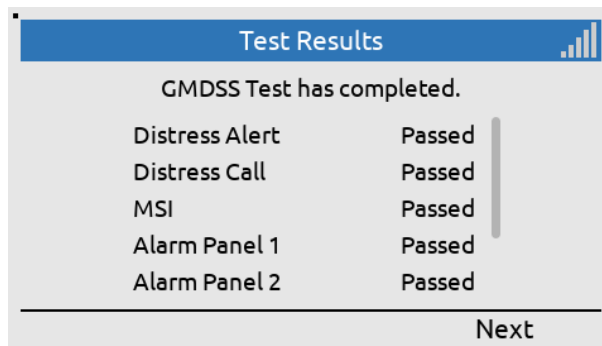 Test Results
GMDSS Test has completed.
Distress Alert Passed
Distress Call Passed
MSI Passed
Alarm Panel 1 Passed
Alarm Panel 2 Passed
Next